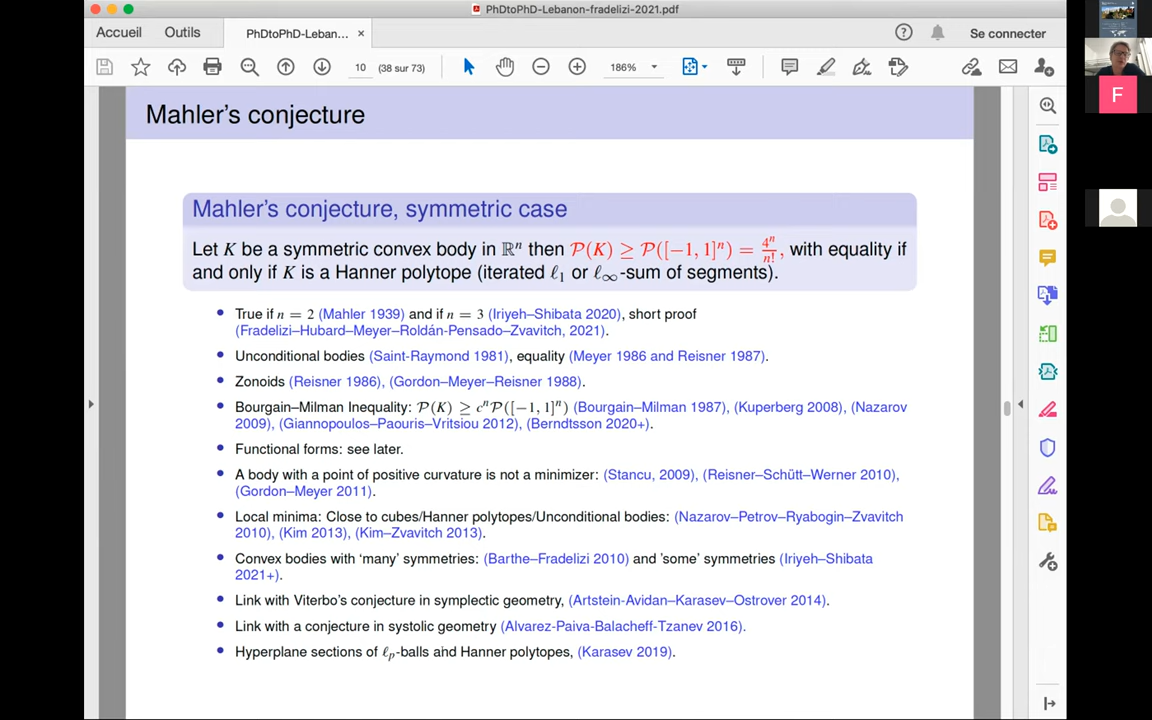 PhDtoPhD-Lebanon-fradelizi-2021.pdf
Accueil Outils PhDtoPhD-Leban... × Se connecter
10 (38 sur 73) 186%
F
Mahler's conjecture
Mahler's conjecture, symmetric case
Let K be a symmetric convex body in ℝⁿ then 𝒫(K) ≥ 𝒫([−1, 1]ⁿ) = 4ⁿ/n!, with equality if
and only if K is a Hanner polytope (iterated ℓ₁ or ℓ∞-sum of segments).
• True if n = 2 (Mahler 1939) and if n = 3 (Iriyeh–Shibata 2020), short proof
(Fradelizi–Hubard–Meyer–Roldán-Pensado–Zvavitch, 2021).
• Unconditional bodies (Saint-Raymond 1981), equality (Meyer 1986 and Reisner 1987).
• Zonoids (Reisner 1986), (Gordon–Meyer–Reisner 1988).
• Bourgain–Milman Inequality: 𝒫(K) ≥ cⁿ𝒫([−1, 1]ⁿ) (Bourgain–Milman 1987), (Kuperberg 2008), (Nazarov
2009), (Giannopoulos–Paouris–Vritsiou 2012), (Berndtsson 2020+).
• Functional forms: see later.
• A body with a point of positive curvature is not a minimizer: (Stancu, 2009), (Reisner–Schütt–Werner 2010),
(Gordon–Meyer 2011).
• Local minima: Close to cubes/Hanner polytopes/Unconditional bodies: (Nazarov–Petrov–Ryabogin–Zvavitch
2010), (Kim 2013), (Kim–Zvavitch 2013).
• Convex bodies with 'many' symmetries: (Barthe–Fradelizi 2010) and 'some' symmetries (Iriyeh–Shibata
2021+).
• Link with Viterbo's conjecture in symplectic geometry, (Artstein-Avidan–Karasev–Ostrover 2014).
• Link with a conjecture in systolic geometry (Alvarez-Paiva-Balacheff-Tzanev 2016).
• Hyperplane sections of ℓₚ-balls and Hanner polytopes, (Karasev 2019).